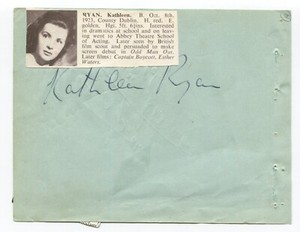 RYAN, Kathleen. B. Oct. 8th,
1922, County Dublin. H. red. E.
golden, Hgt. 5ft. 6¼ins. Interested
in dramatics at school and on leav-
ing went to Abbey Theatre School
of Acting. Later seen by British
film scout and persuaded to make
screen debut in Odd Man Out.
Later films: Captain Boycott, Esther
Waters.
Kathleen Ryan